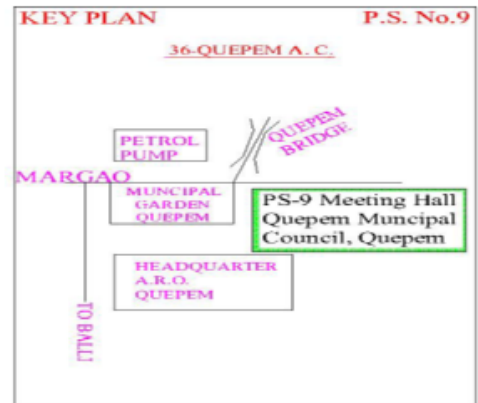 KEY PLAN
P.S. No.9
36-QUEPEM A. C.
PETROL
PUMP
QUEPEM
BRIDGE
MARGAO
MUNCIPAL
GARDEN
QUEPEM
PS-9 Meeting Hall
Quepem Muncipal
Council, Quepem
HEADQUARTER
A.R.O.
QUEPEM
TO BALLI